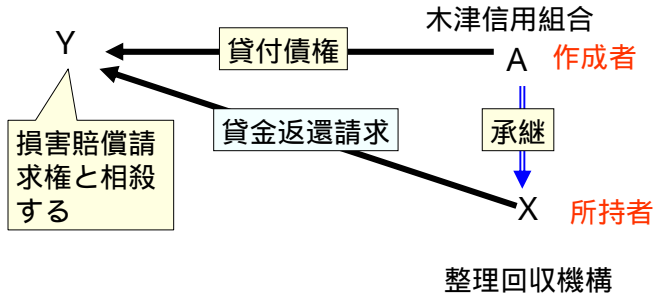 木津信用組合
Y
貸付債権
A
作成者
貸金返還請求
承継
損害賠償請
求権と相殺
する
X
所持者
整理回収機構